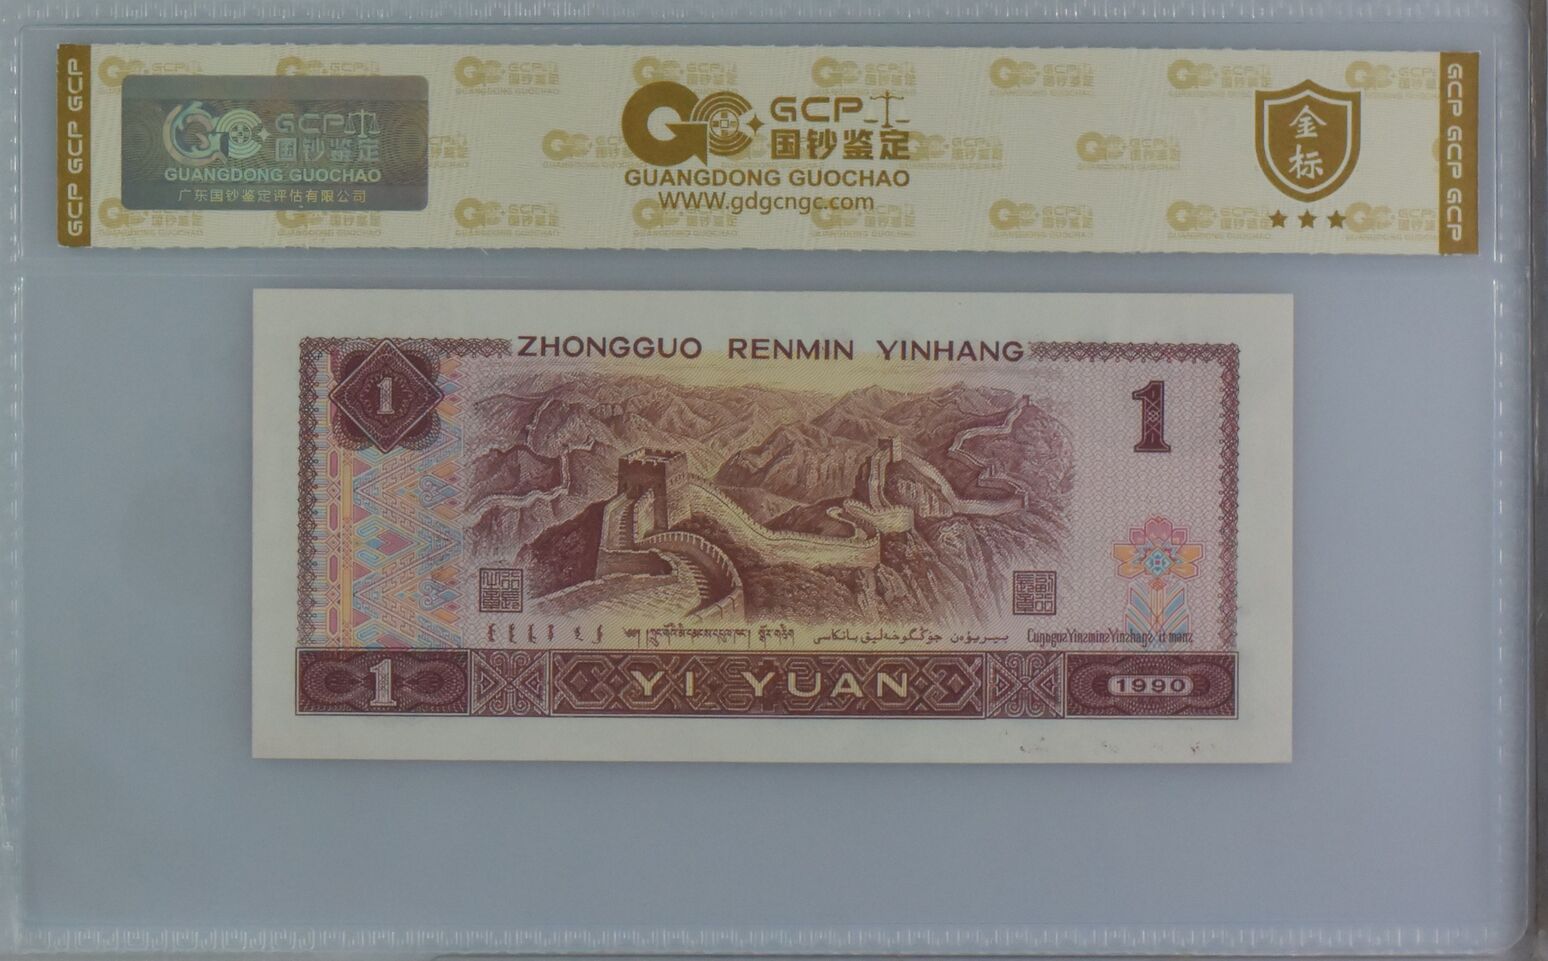 GCP GCP GCP
GCP 国钞鉴定
GUANGDONG GUOCHAO
广东国钞鉴定评估有限公司
GCP 国钞鉴定
GUANGDONG GUOCHAO
WWW.gdgcngc.com
金标
GCP GCP GCP
ZHONGGUO RENMIN YINHANG
1
1
1
YI YUAN
1990